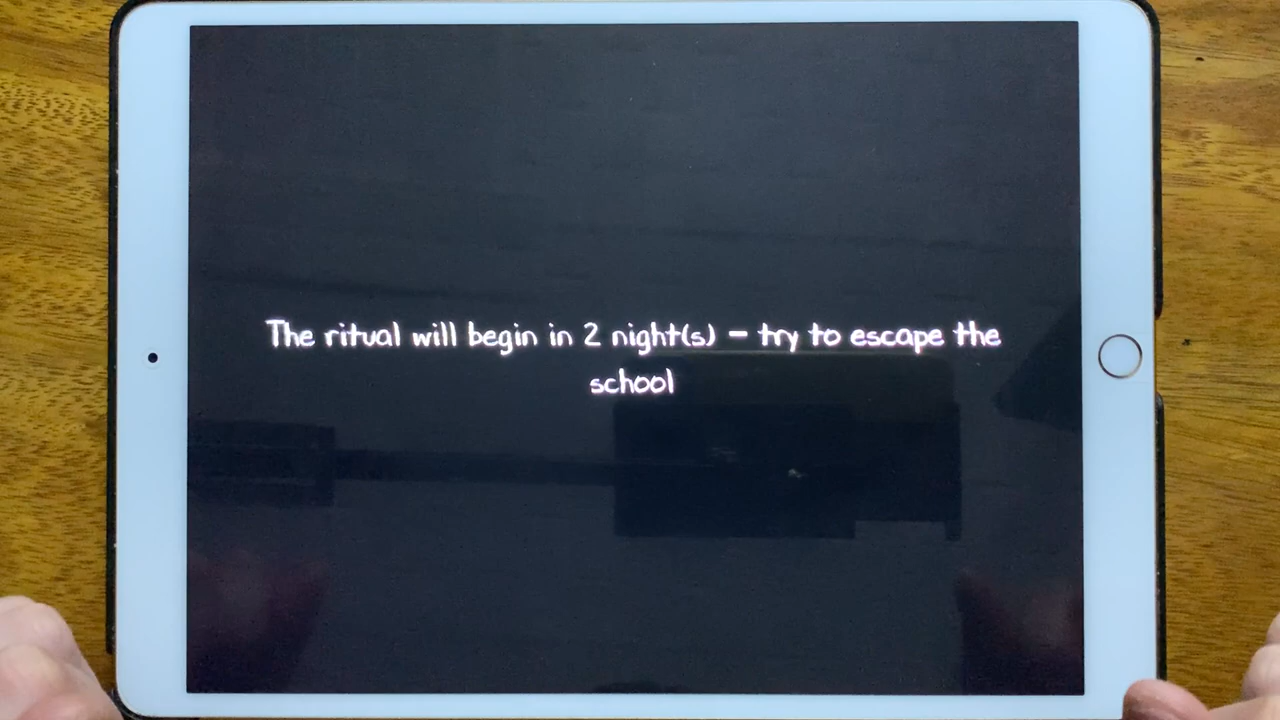 The ritual will begin in 2 night(s) - try to escape the
school